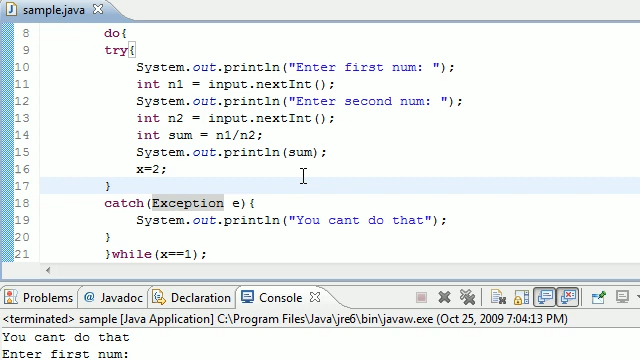 sample.java
8 do{
9 try{
10 System.out.println("Enter first num: ");
11 int n1 = input.nextInt();
12 System.out.println("Enter second num: ");
13 int n2 = input.nextInt();
14 int sum = n1/n2;
15 System.out.println(sum);
16 x=2;
17 }
18 catch(Exception e){
19 System.out.println("You cant do that");
20 }
21 }while(x==1);
Problems @ Javadoc Declaration Console
<terminated> sample [Java Application] C:\Program Files\Java\jre6\bin\javaw.exe (Oct 25, 2009 7:04:13 PM)
You cant do that
Enter first num: